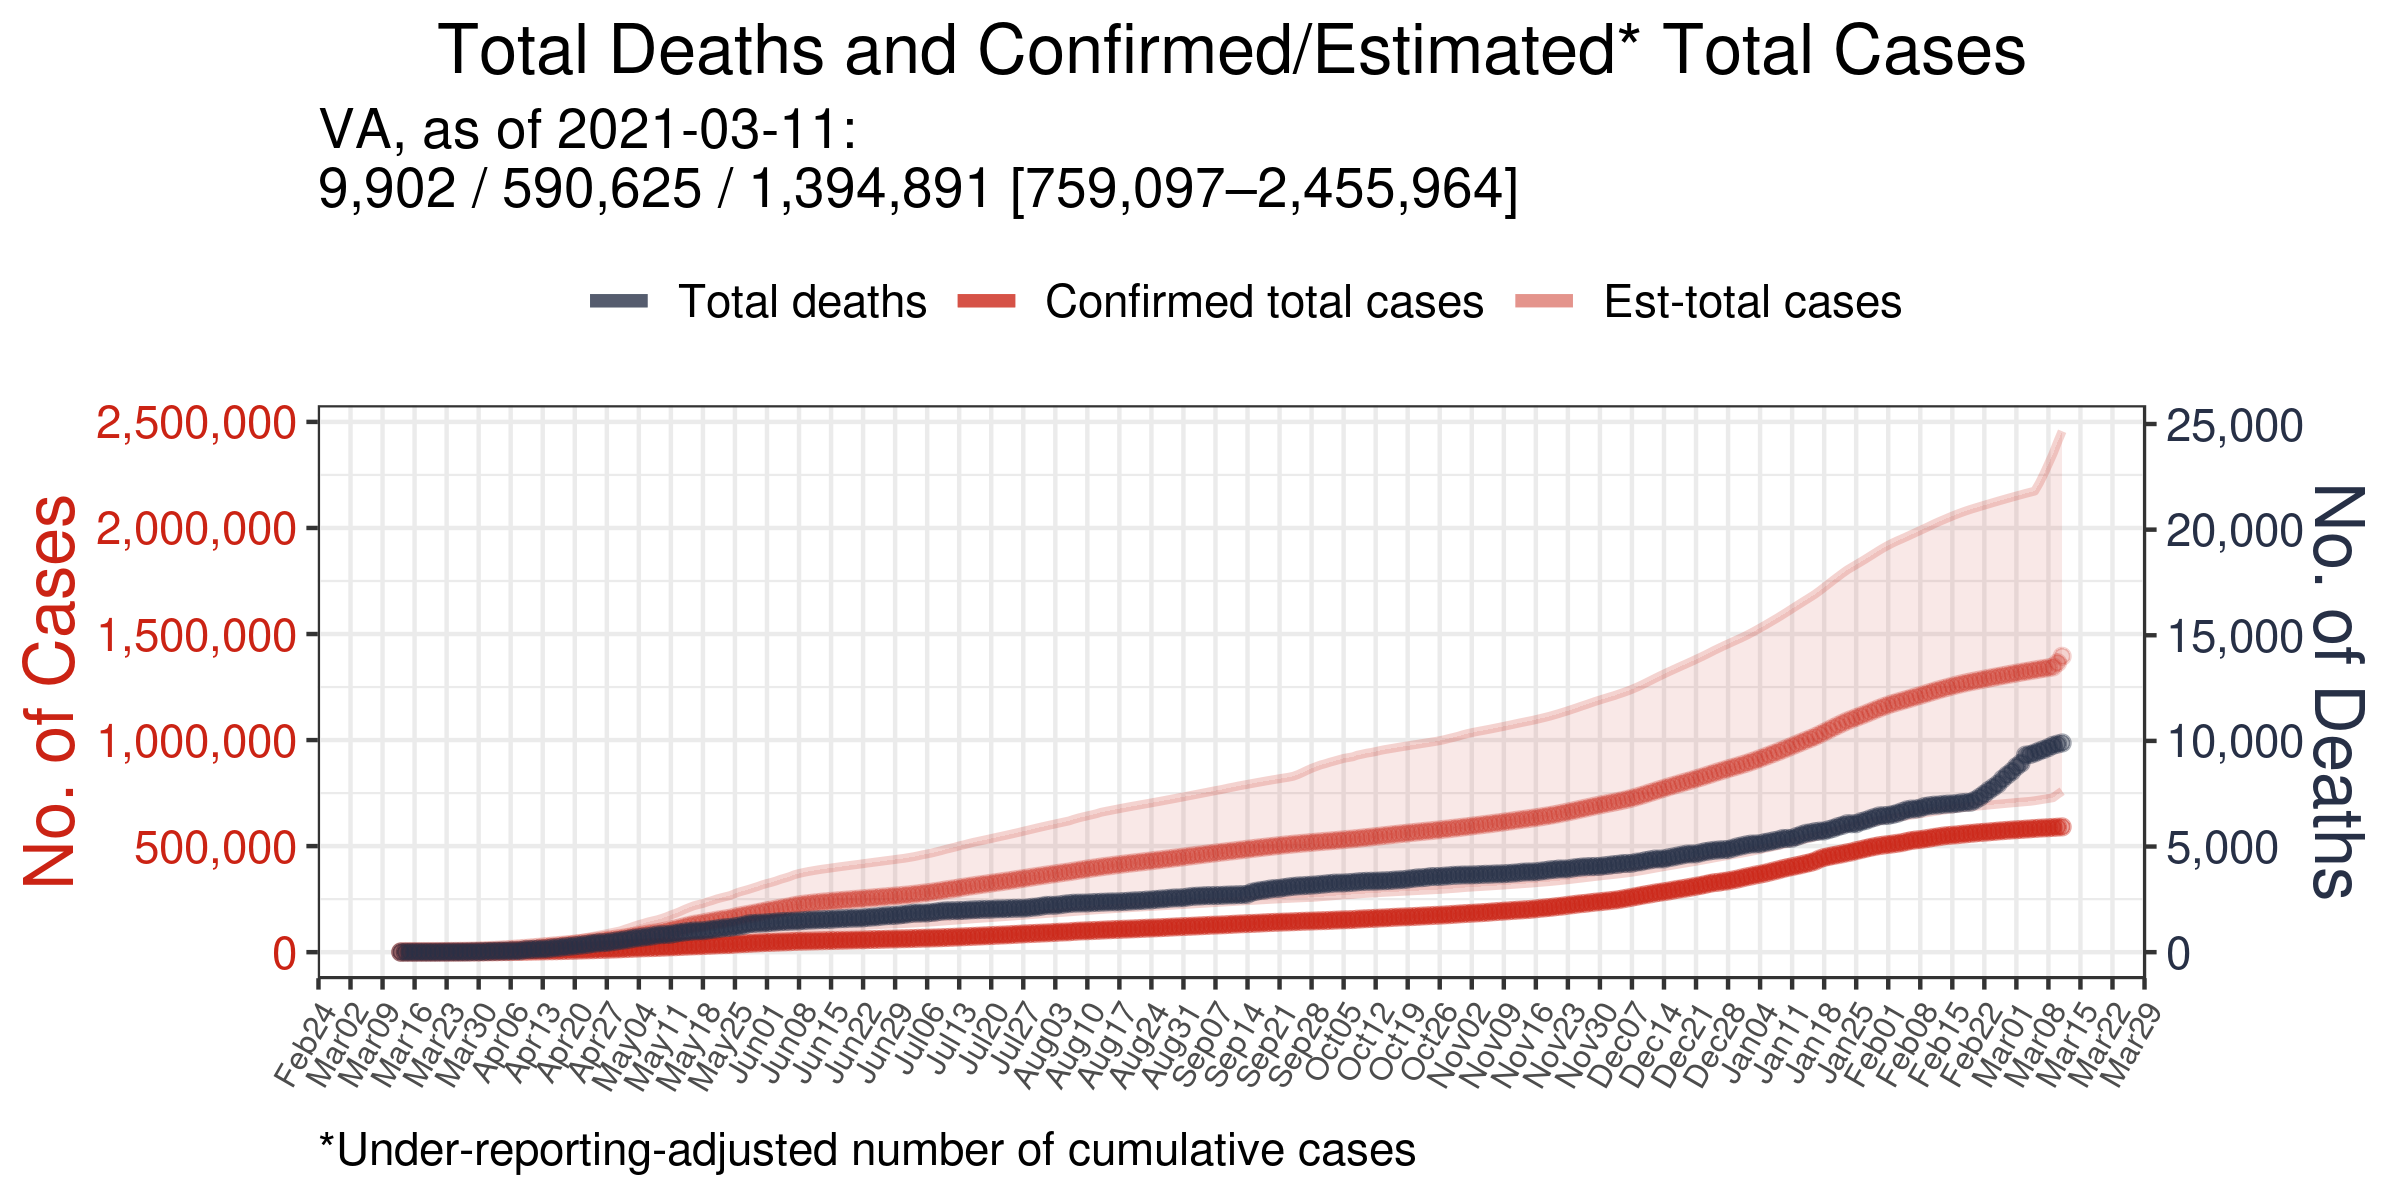 Total Deaths and Confirmed/Estimated* Total Cases
VA, as of 2021-03-11:
9,902 / 590,625 / 1,394,891 [759,097–2,455,964]
Total deaths Confirmed total cases Est-total cases
No. of Cases
2,500,000
2,000,000
1,500,000
1,000,000
500,000
0
25,000
20,000
15,000
10,000
5,000
0
No. of Deaths
Feb24
Mar02
Mar09
Mar16
Mar23
Mar30
Apr06
Apr13
Apr20
Apr27
May04
May11
May18
May25
Jun01
Jun08
Jun15
Jun22
Jun29
Jul06
Jul13
Jul20
Jul27
Aug03
Aug10
Aug17
Aug24
Aug31
Sep07
Sep14
Sep21
Sep28
Oct05
Oct12
Oct19
Oct26
Nov02
Nov09
Nov16
Nov23
Nov30
Dec07
Dec14
Dec21
Dec28
Jan04
Jan11
Jan18
Jan25
Feb01
Feb08
Feb15
Feb22
Mar01
Mar08
Mar15
Mar22
Mar29
*Under-reporting-adjusted number of cumulative cases